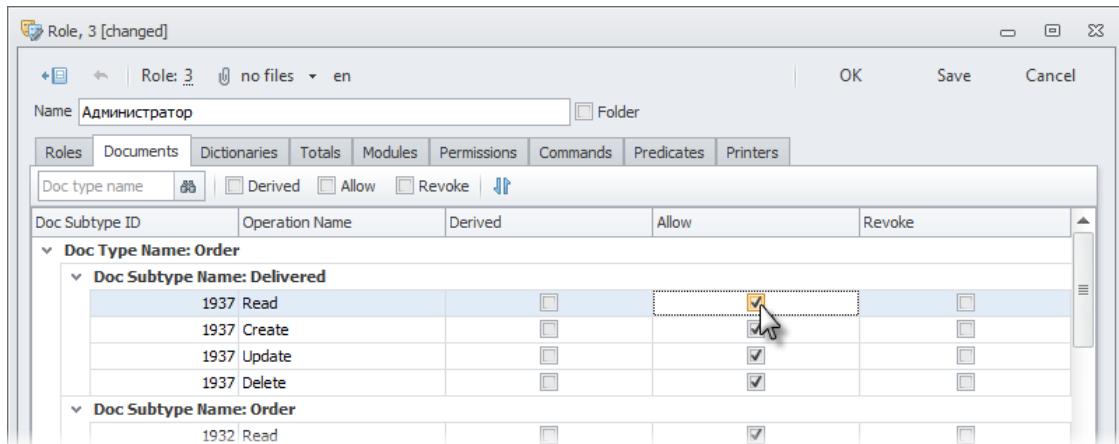 Role, 3 [changed]
Role: 3 no files en OK Save Cancel
Name Администратор Folder
Roles Documents Dictionaries Totals Modules Permissions Commands Predicates Printers
Doc type name Derived Allow Revoke
Doc Subtype ID Operation Name Derived Allow Revoke
Doc Type Name: Order
Doc Subtype Name: Delivered
1937 Read
1937 Create
1937 Update
1937 Delete
Doc Subtype Name: Order
1932 Read